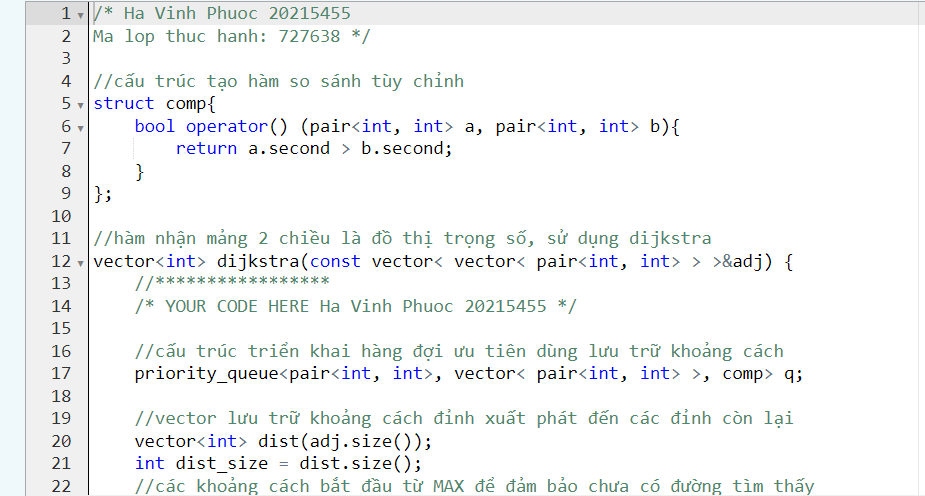 1 /* Ha Vinh Phuoc 20215455
2 Ma lop thuc hanh: 727638 */
3
4 //cấu trúc tạo hàm so sánh tùy chỉnh
5 struct comp{
6     bool operator() (pair<int, int> a, pair<int, int> b){
7         return a.second > b.second;
8     }
9 };
10
11 //hàm nhận mảng 2 chiều là đồ thị trọng số, sử dụng dijkstra
12 vector<int> dijkstra(const vector< vector< pair<int, int> > >&adj) {
13     //*****************
14     /* YOUR CODE HERE Ha Vinh Phuoc 20215455 */
15
16     //cấu trúc triển khai hàng đợi ưu tiên dùng lưu trữ khoảng cách
17     priority_queue<pair<int, int>, vector< pair<int, int> >, comp> q;
18
19     //vector lưu trữ khoảng cách đỉnh xuất phát đến các đỉnh còn lại
20     vector<int> dist(adj.size());
21     int dist_size = dist.size();
22     //các khoảng cách bắt đầu từ MAX để đảm bảo chưa có đường tìm thấy